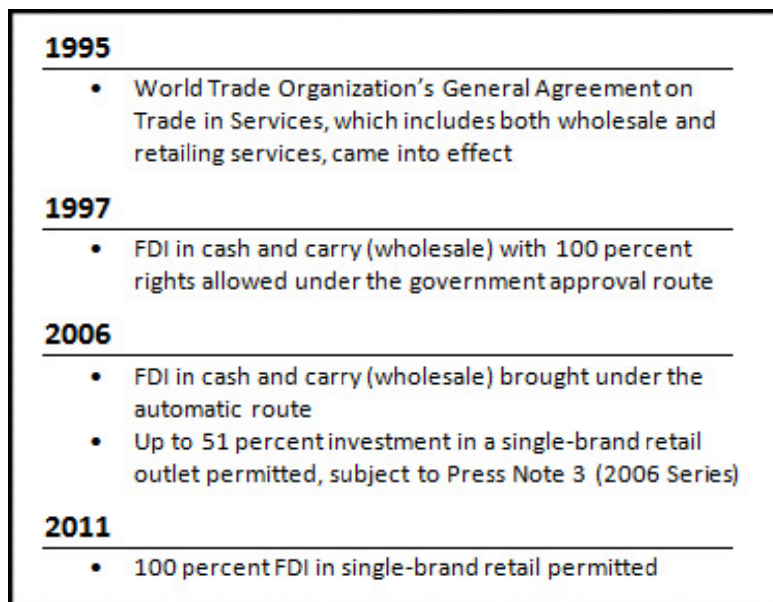 1995
• World Trade Organization's General Agreement on
Trade in Services, which includes both wholesale and
retailing services, came into effect
1997
• FDI in cash and carry (wholesale) with 100 percent
rights allowed under the government approval route
2006
• FDI in cash and carry (wholesale) brought under the
automatic route
• Up to 51 percent investment in a single-brand retail
outlet permitted, subject to Press Note 3 (2006 Series)
2011
• 100 percent FDI in single-brand retail permitted